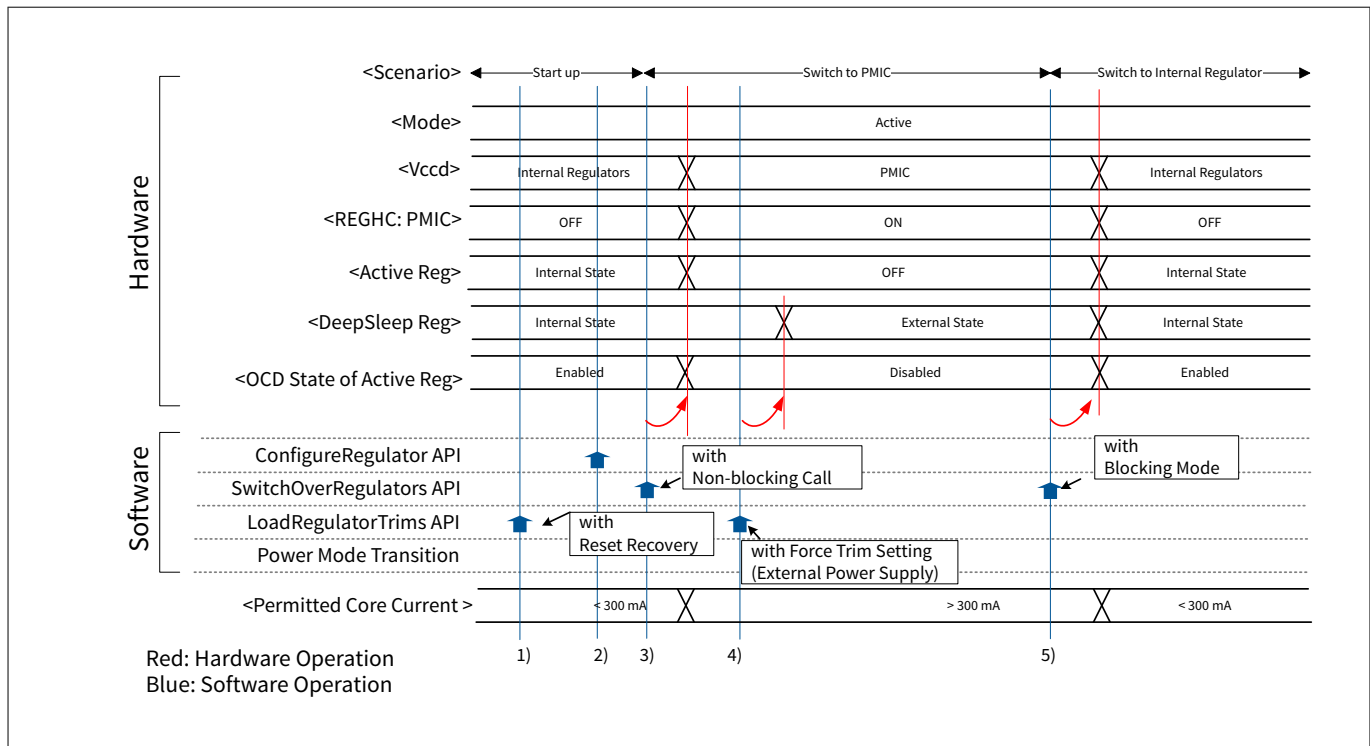 <Scenario> Start up Switch to PMIC Switch to Internal Regulator
<Mode> Active
<Vccd> Internal Regulators PMIC Internal Regulators
<REGHC: PMIC> OFF ON OFF
<Active Reg> Internal State OFF Internal State
<DeepSleep Reg> Internal State External State Internal State
<OCD State of Active Reg> Enabled Disabled Enabled
Hardware
ConfigureRegulator API
SwitchOverRegulators API
LoadRegulatorTrims API
Power Mode Transition
Software
with
Non-blocking Call
with
Blocking Mode
with
Reset Recovery
with Force Trim Setting
(External Power Supply)
<Permitted Core Current > < 300 mA > 300 mA < 300 mA
1) 2) 3) 4) 5)
Red: Hardware Operation
Blue: Software Operation